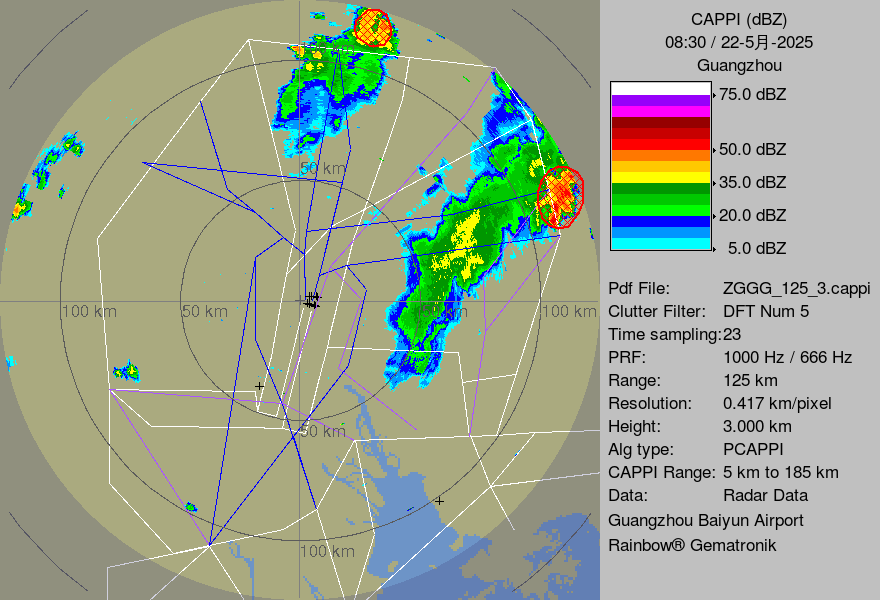 CAPPI (dBZ)
08:30 / 22-5月-2025
Guangzhou
75.0 dBZ
50.0 dBZ
35.0 dBZ
20.0 dBZ
5.0 dBZ
Pdf File: ZGGG_125_3.cappi
Clutter Filter: DFT Num 5
Time sampling:23
PRF: 1000 Hz / 666 Hz
Range: 125 km
Resolution: 0.417 km/pixel
Height: 3.000 km
Alg type: PCAPPI
CAPPI Range: 5 km to 185 km
Data: Radar Data
Guangzhou Baiyun Airport
Rainbow® Gematronik
50 km
100 km
50 km
100 km
50 km
100 km